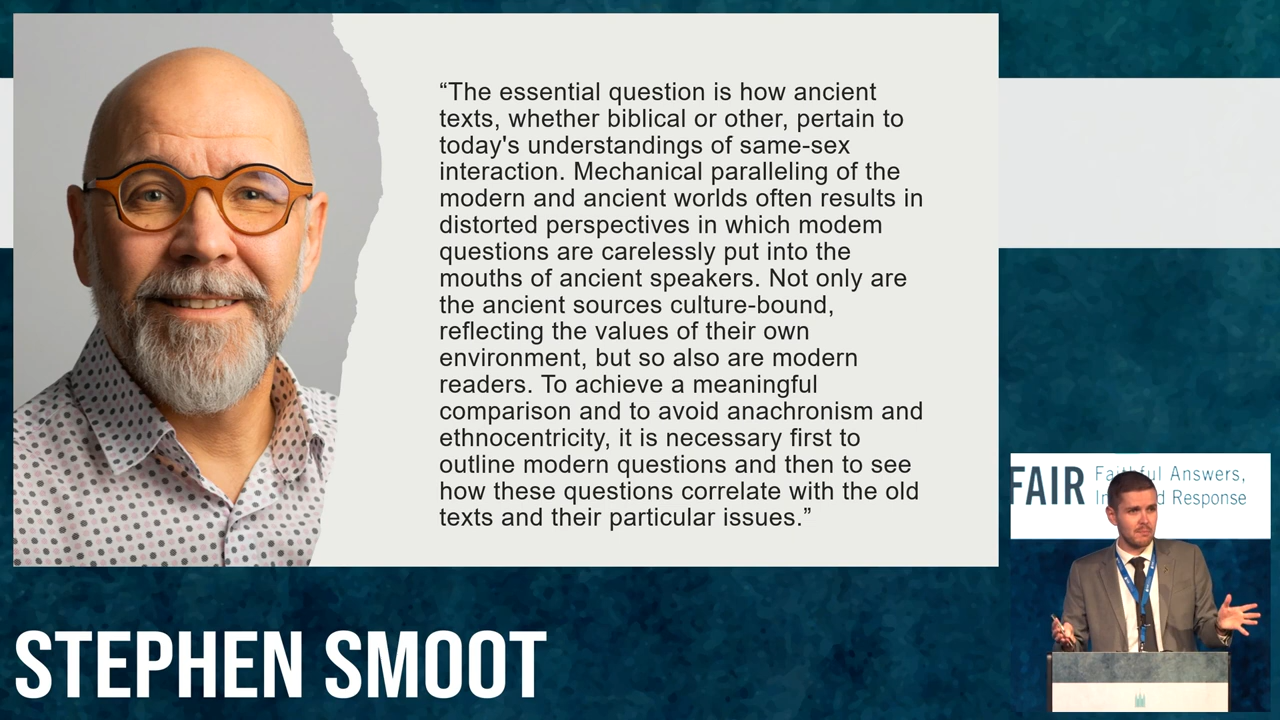 “The essential question is how ancient
texts, whether biblical or other, pertain to
today's understandings of same-sex
interaction. Mechanical paralleling of the
modern and ancient worlds often results in
distorted perspectives in which modem
questions are carelessly put into the
mouths of ancient speakers. Not only are
the ancient sources culture-bound,
reflecting the values of their own
environment, but so also are modern
readers. To achieve a meaningful
comparison and to avoid anachronism and
ethnocentricity, it is necessary first to
outline modern questions and then to see
how these questions correlate with the old
texts and their particular issues.”
FAIR
Answers,
Response
STEPHEN SMOOT